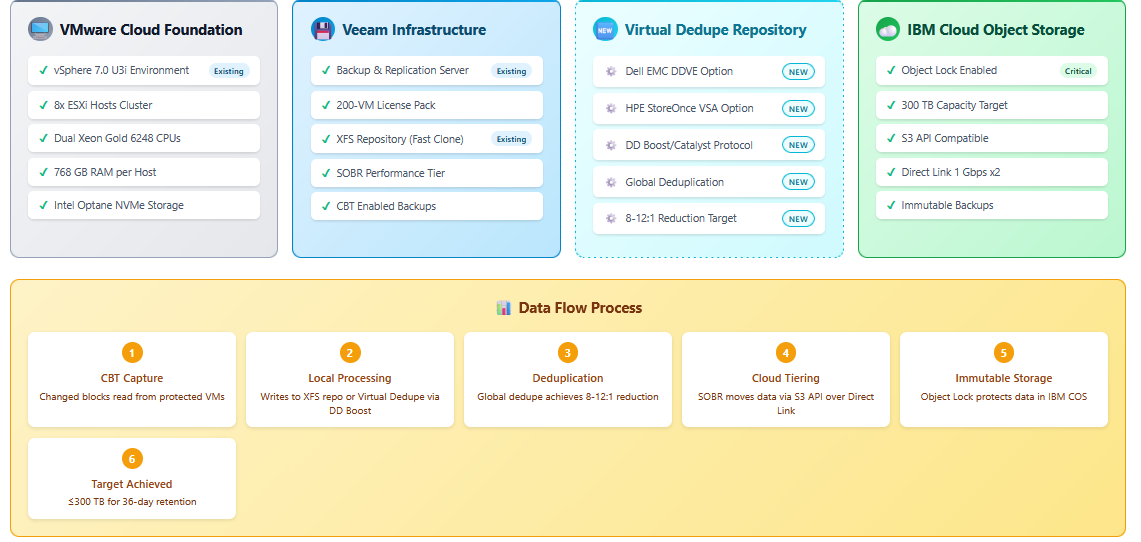 VMware Cloud Foundation
✓ vSphere 7.0 U3i Environment Existing
✓ 8x ESXi Hosts Cluster
✓ Dual Xeon Gold 6248 CPUs
✓ 768 GB RAM per Host
✓ Intel Optane NVMe Storage
Veeam Infrastructure
✓ Backup & Replication Server Existing
✓ 200-VM License Pack
✓ XFS Repository (Fast Clone) Existing
✓ SOBR Performance Tier
✓ CBT Enabled Backups
NEW Virtual Dedupe Repository
Dell EMC DDVE Option NEW
HPE StoreOnce VSA Option NEW
DD Boost/Catalyst Protocol NEW
Global Deduplication NEW
8-12:1 Reduction Target NEW
IBM Cloud Object Storage
✓ Object Lock Enabled Critical
✓ 300 TB Capacity Target
✓ S3 API Compatible
✓ Direct Link 1 Gbps x2
✓ Immutable Backups
Data Flow Process
1
CBT Capture
Changed blocks read from protected VMs
2
Local Processing
Writes to XFS repo or Virtual Dedupe via
DD Boost
3
Deduplication
Global dedupe achieves 8-12:1 reduction
4
Cloud Tiering
SOBR moves data via S3 API over Direct
Link
5
Immutable Storage
Object Lock protects data in IBM COS
6
Target Achieved
≤300 TB for 36-day retention